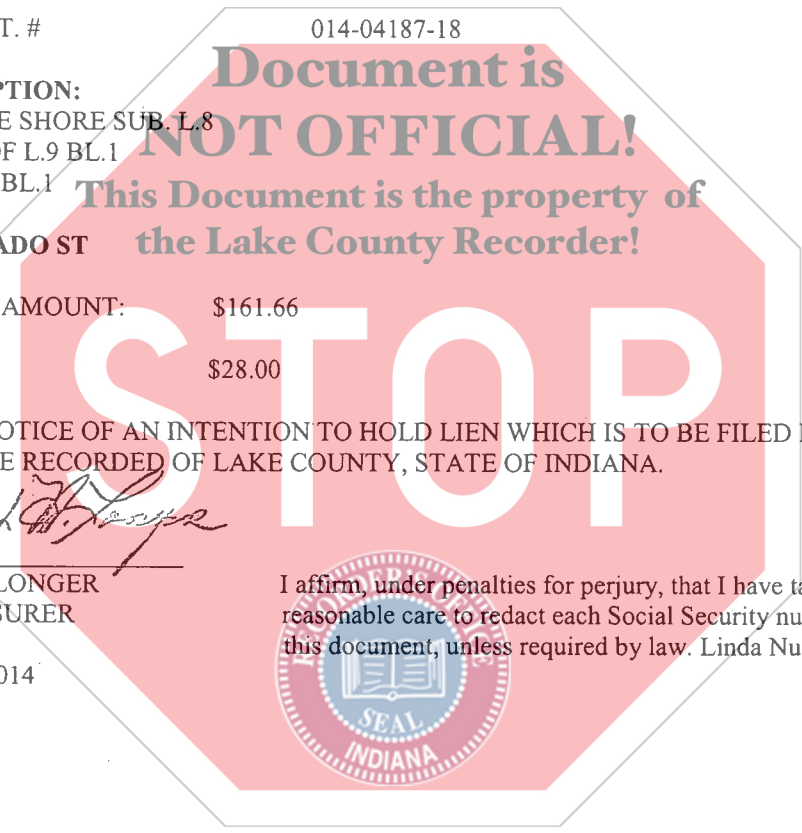 T. # 014-04187-18
Document is
PTION:
E SHORE SUB. L.8
NOT OFFICIAL!
F L.9 BL.1
BL.1
This Document is the property of
ADO ST
the Lake County Recorder!
AMOUNT: $161.66
$28.00
STOP
OTICE OF AN INTENTION TO HOLD LIEN WHICH IS TO BE FILED
E RECORDED OF LAKE COUNTY, STATE OF INDIANA.
LONGER
SURER
014
I affirm, under penalties for perjury, that I have ta
reasonable care to redact each Social Security nu
this document, unless required by law. Linda Nu
RECORDER'S OFFICE
SEAL
INDIANA